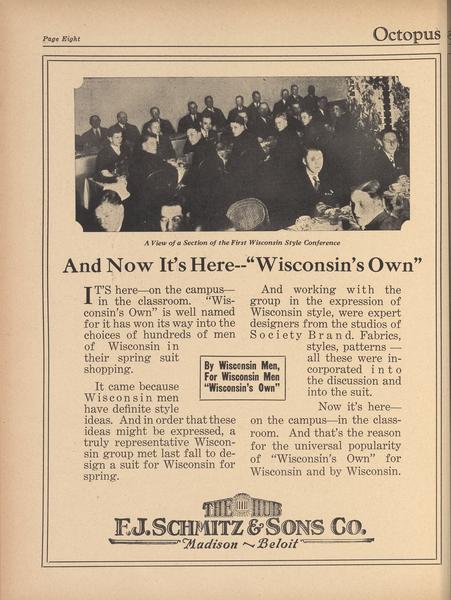 Page Eight
Octopus
A View of a Section of the First Wisconsin Style Conference
And Now It's Here--"Wisconsin's Own"
IT'S here—on the campus—
in the classroom. "Wis-
consin's Own" is well named
for it has won its way into the
choices of hundreds of men
of Wisconsin in
their spring suit
shopping.
It came because
Wisconsin men
have definite style
ideas. And in order that these
ideas might be expressed, a
truly representative Wiscon-
sin group met last fall to de-
sign a suit for Wisconsin for
spring.
By Wisconsin Men,
For Wisconsin Men
"Wisconsin's Own"
And working with the
group in the expression of
Wisconsin style, were expert
designers from the studios of
Society Brand. Fabrics,
styles, patterns—
all these were in-
corporated into
the discussion and
into the suit.
Now it's here—
on the campus—in the class-
room. And that's the reason
for the universal popularity
of "Wisconsin's Own" for
Wisconsin and by Wisconsin.
THE HUB
F.J. SCHMITZ & SONS CO.
Madison ~ Beloit